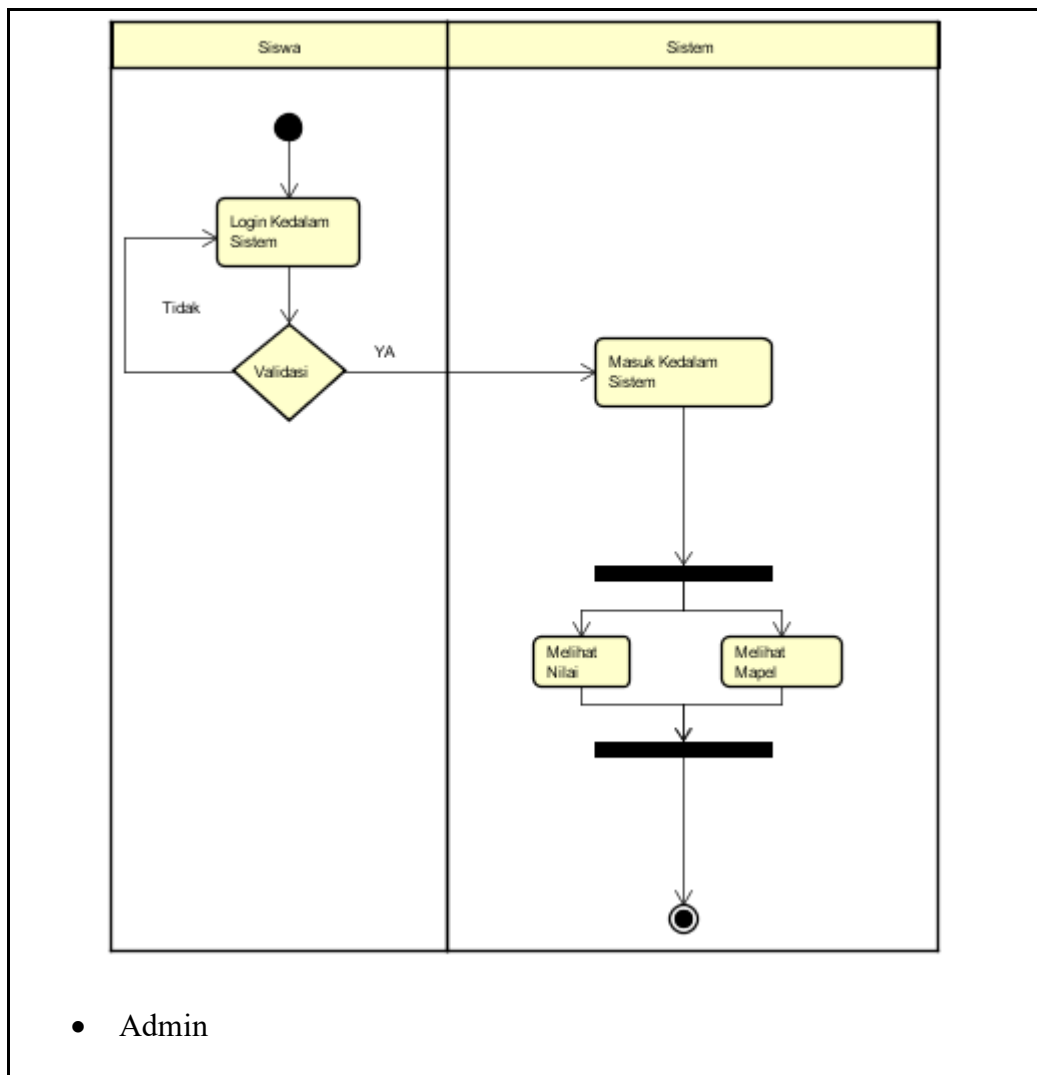 Siswa
Sistem
Login Kedalam
Sistem
Tidak
YA
Validasi
Masuk Kedalam
Sistem
Melihat
Nilai
Melihat
Mapel
• Admin